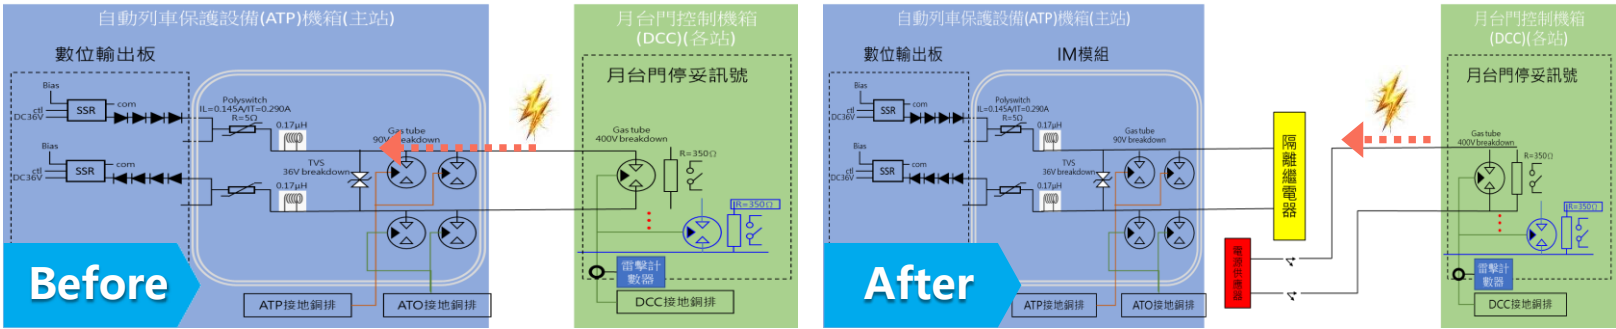 自動列車保護設備(ATP)機箱(主站)
數位輸出板
Bias
ctl
DC36V
SSR
com
Bias
ctl
DC36V
SSR
com
Polyswitch
IL=0.145A/IT=0.290A
R=5Ω
0.17μH
0.17μH
TVS
36V breakdown
Gas tube
90V breakdown
ATP接地銅排
ATO接地銅排
Before
月台門控制機箱
(DCC)(各站)
月台門停妥訊號
Gas tube
400V breakdown
R=350Ω
R=350Ω
雷擊計
數器
DCC接地銅排
自動列車保護設備(ATP)機箱(主站)
數位輸出板
IM模組
Bias
ctl
DC36V
SSR
com
Bias
ctl
DC36V
SSR
com
Polyswitch
IL=0.145A/IT=0.290A
R=5Ω
0.17μH
0.17μH
TVS
36V breakdown
Gas tube
90V breakdown
ATP接地銅排
ATO接地銅排
After
隔離繼電器
電源供應器
月台門控制機箱
(DCC)(各站)
月台門停妥訊號
Gas tube
400V breakdown
R=350Ω
R=350Ω
雷擊計
數器
DCC接地銅排